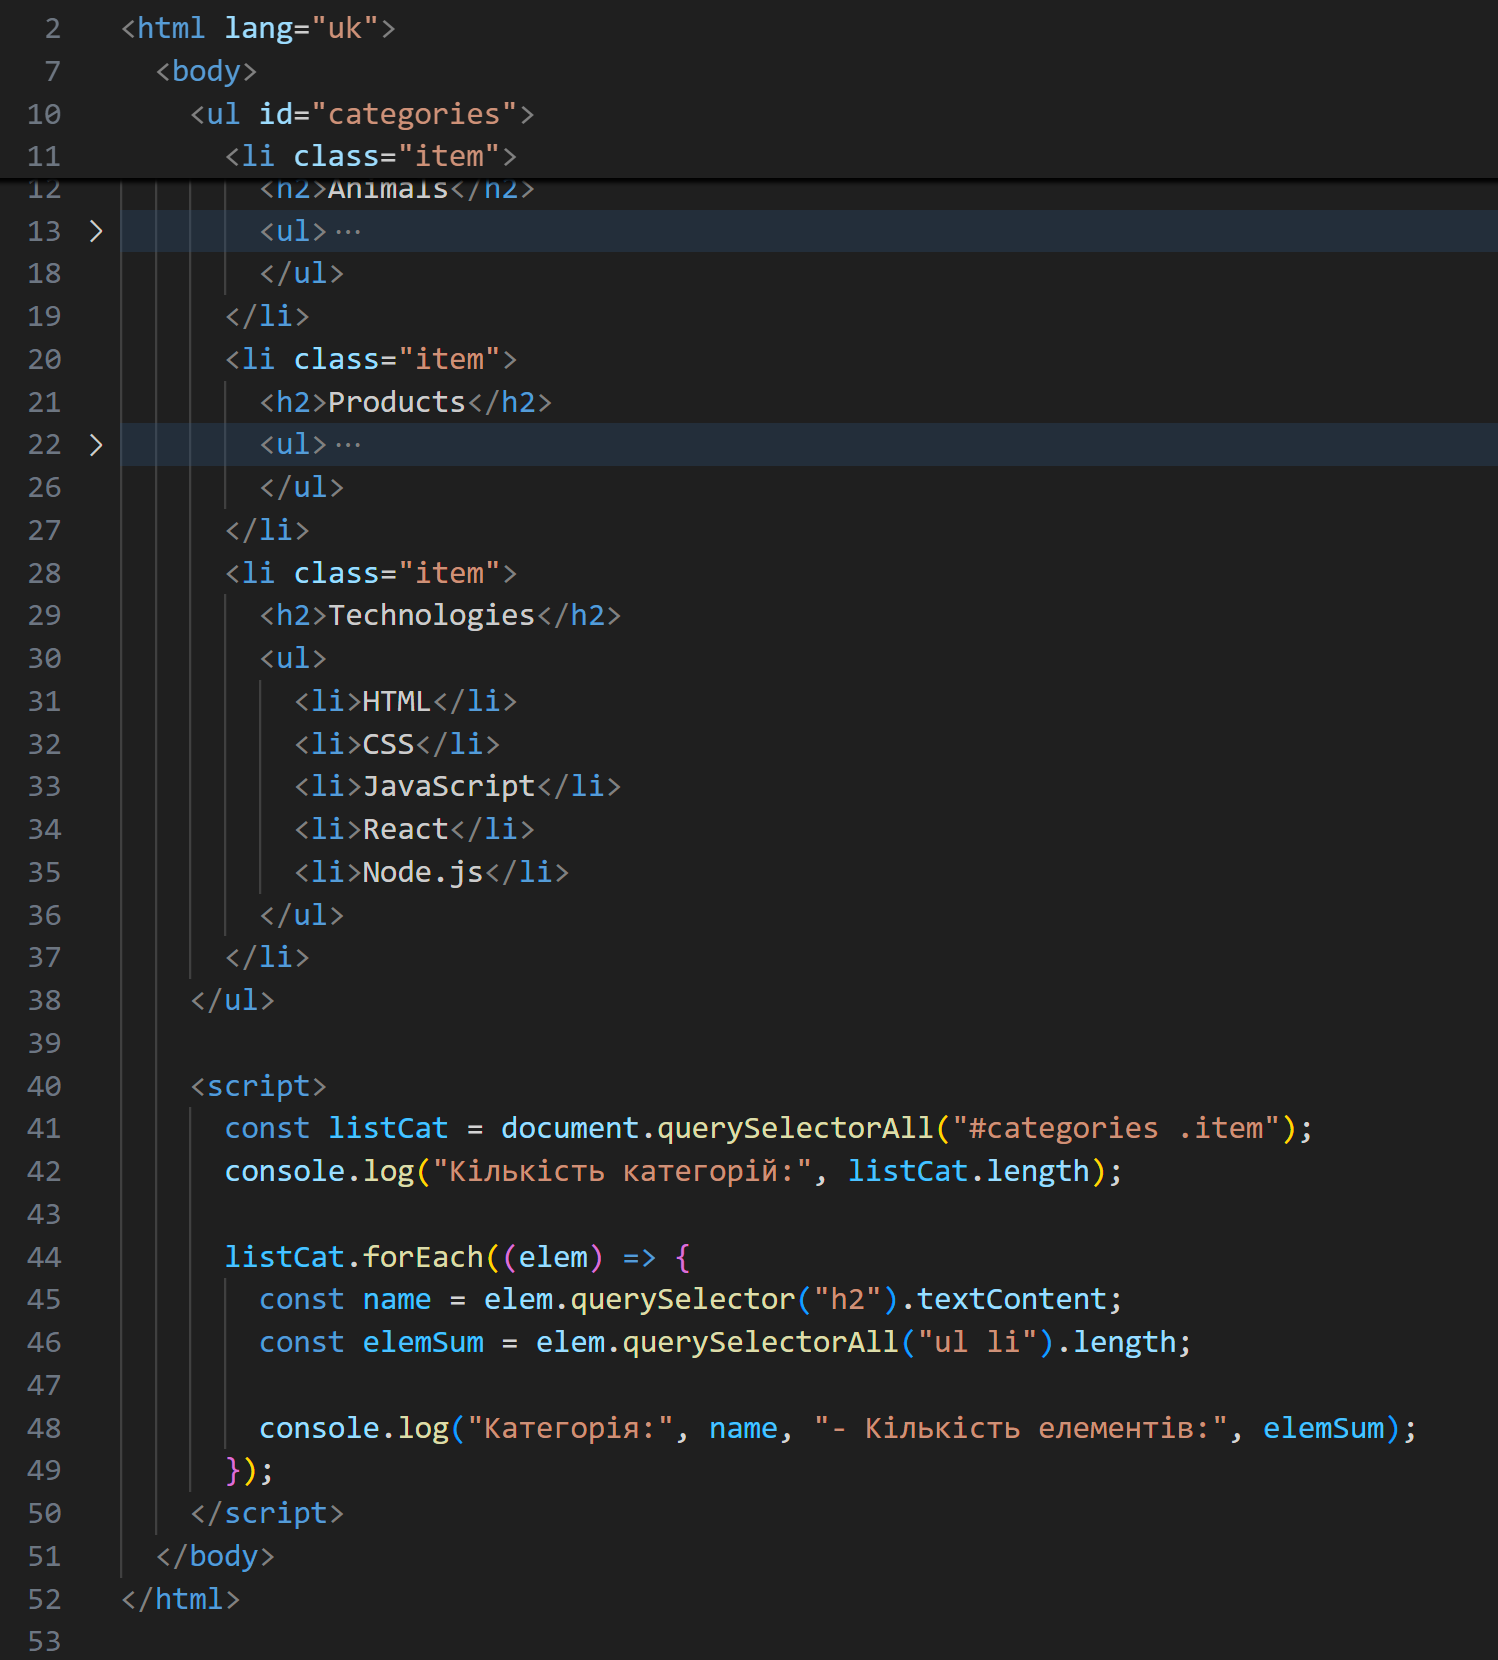 2 <html lang="uk">
7 <body>
10 <ul id="categories">
11 <li class="item">
12 <h2>Animals</h2>
13 <ul>...
18 </ul>
19 </li>
20 <li class="item">
21 <h2>Products</h2>
22 <ul>...
26 </ul>
27 </li>
28 <li class="item">
29 <h2>Technologies</h2>
30 <ul>
31 <li>HTML</li>
32 <li>CSS</li>
33 <li>JavaScript</li>
34 <li>React</li>
35 <li>Node.js</li>
36 </ul>
37 </li>
38 </ul>
39
40 <script>
41 const listCat = document.querySelectorAll("#categories .item");
42 console.log("Кількість категорій:", listCat.length);
43
44 listCat.forEach((elem) => {
45 const name = elem.querySelector("h2").textContent;
46 const elemSum = elem.querySelectorAll("ul li").length;
47
48 console.log("Категорія:", name, "- Кількість елементів:", elemSum);
49 });
50 </script>
51 </body>
52 </html>
53